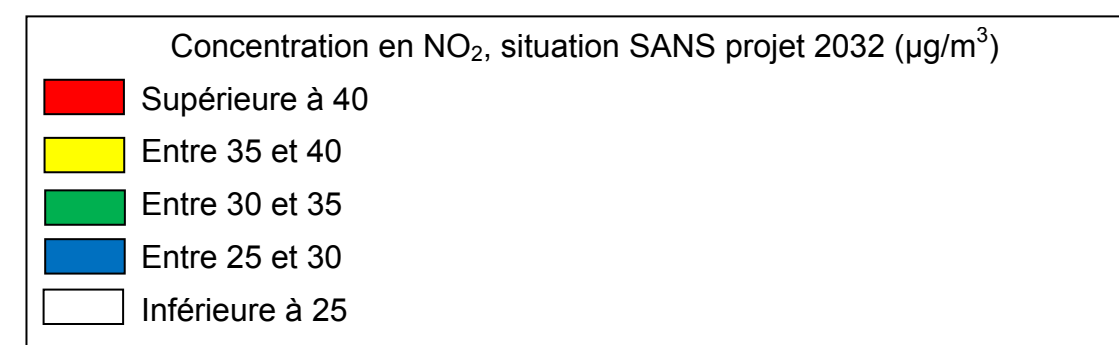 Concentration en NO₂, situation SANS projet 2032 (µg/m³)
Supérieure à 40
Entre 35 et 40
Entre 30 et 35
Entre 25 et 30
Inférieure à 25